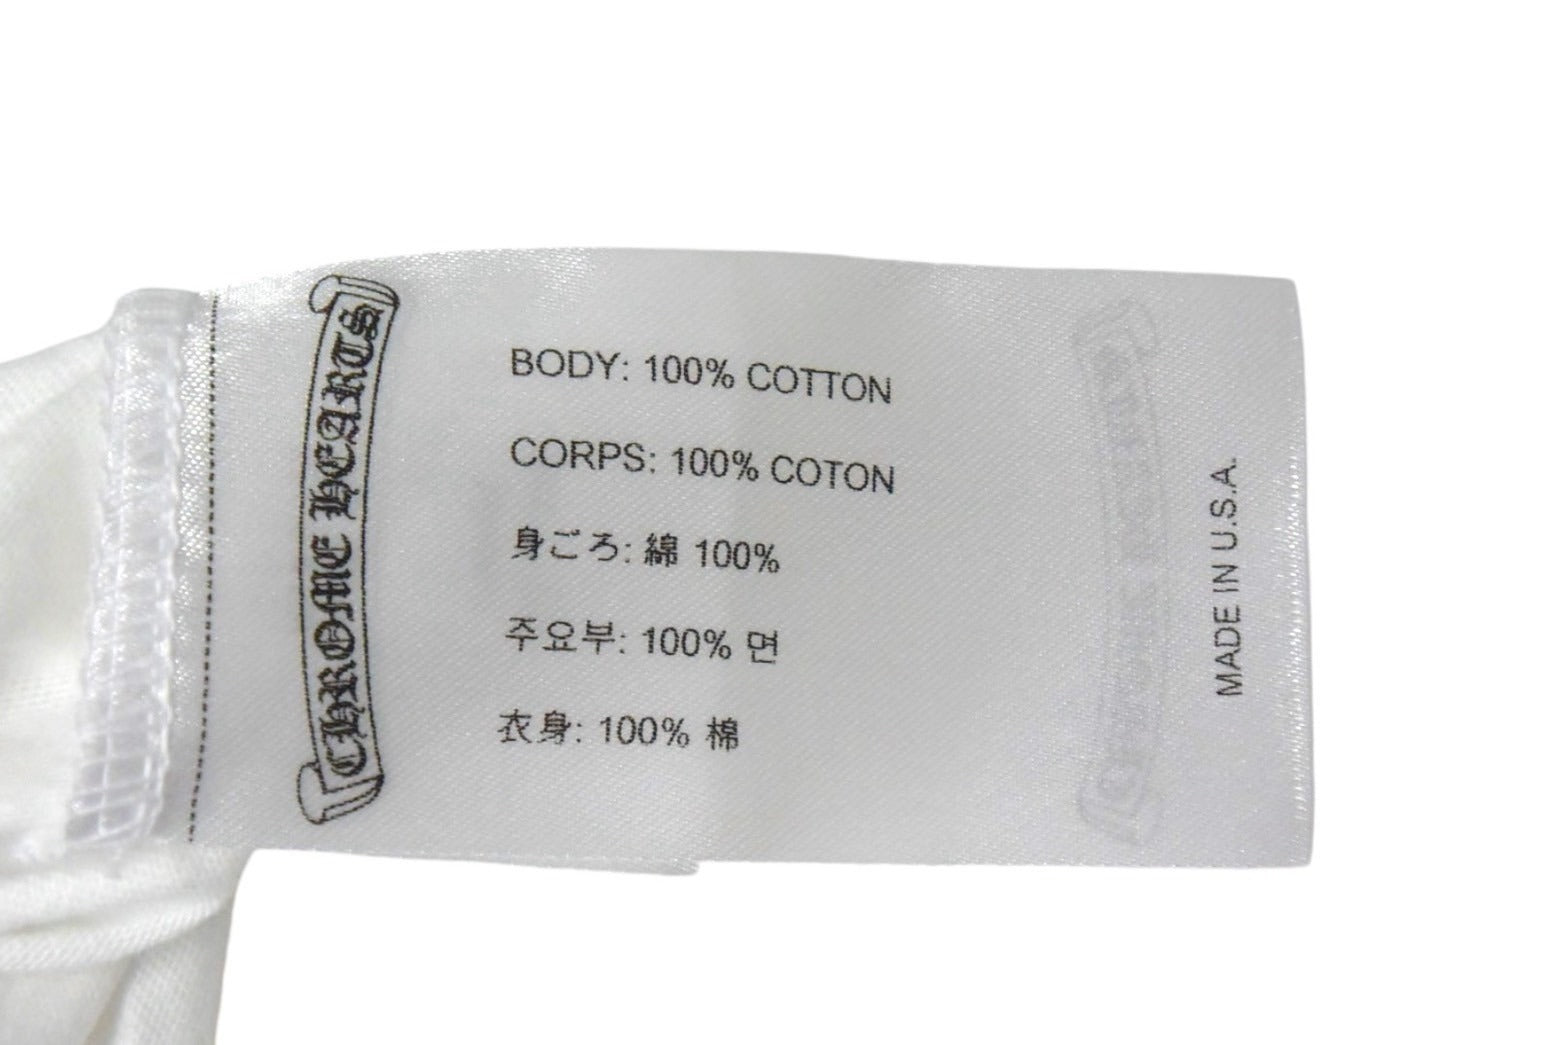 CHROME HEARTS
BODY: 100% COTTON
CORPS: 100% COTON
身ごろ: 綿 100%
주요부: 100% 면
衣身: 100% 棉
MADE IN U.S.A.